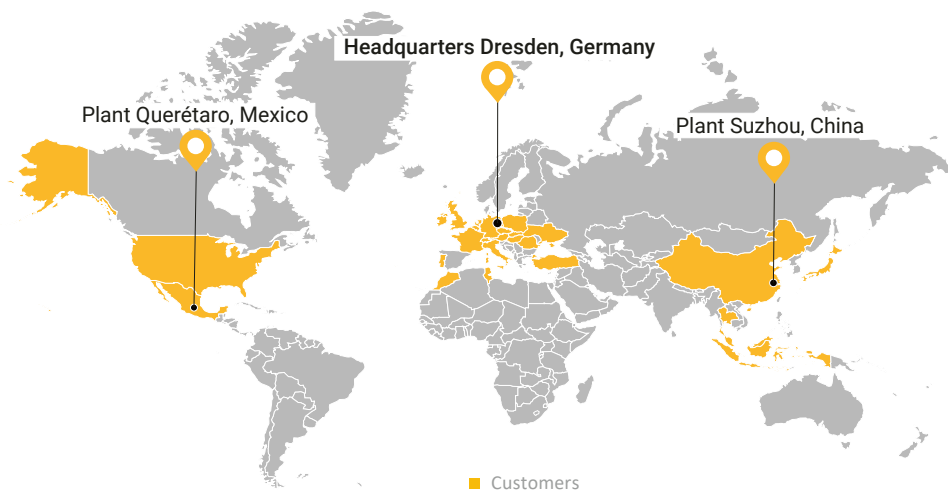 Headquarters Dresden, Germany
Plant Querétaro, Mexico
Plant Suzhou, China
Customers